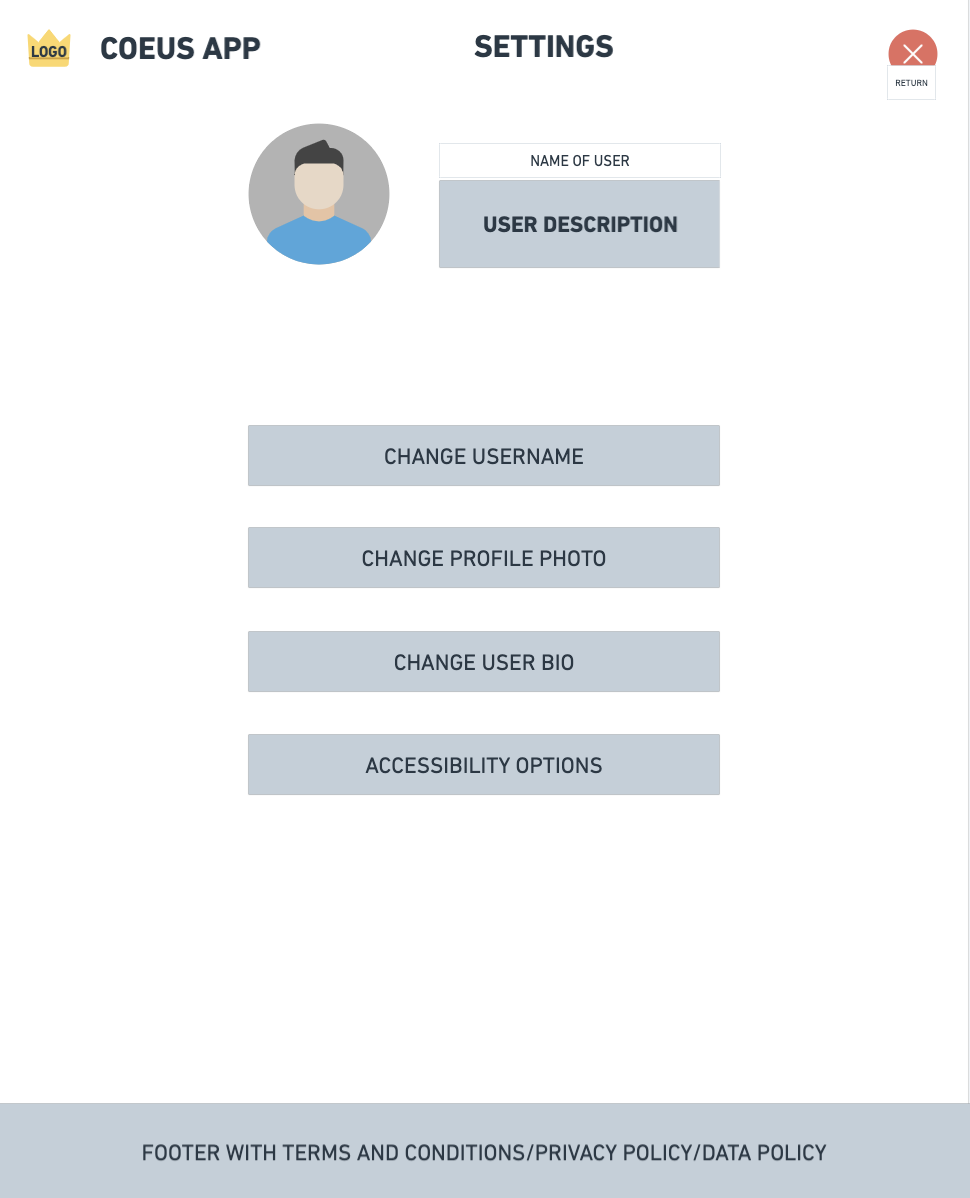 LOGO
COEUS APP
SETTINGS
RETURN
NAME OF USER
USER DESCRIPTION
CHANGE USERNAME
CHANGE PROFILE PHOTO
CHANGE USER BIO
ACCESSIBILITY OPTIONS
FOOTER WITH TERMS AND CONDITIONS/PRIVACY POLICY/DATA POLICY